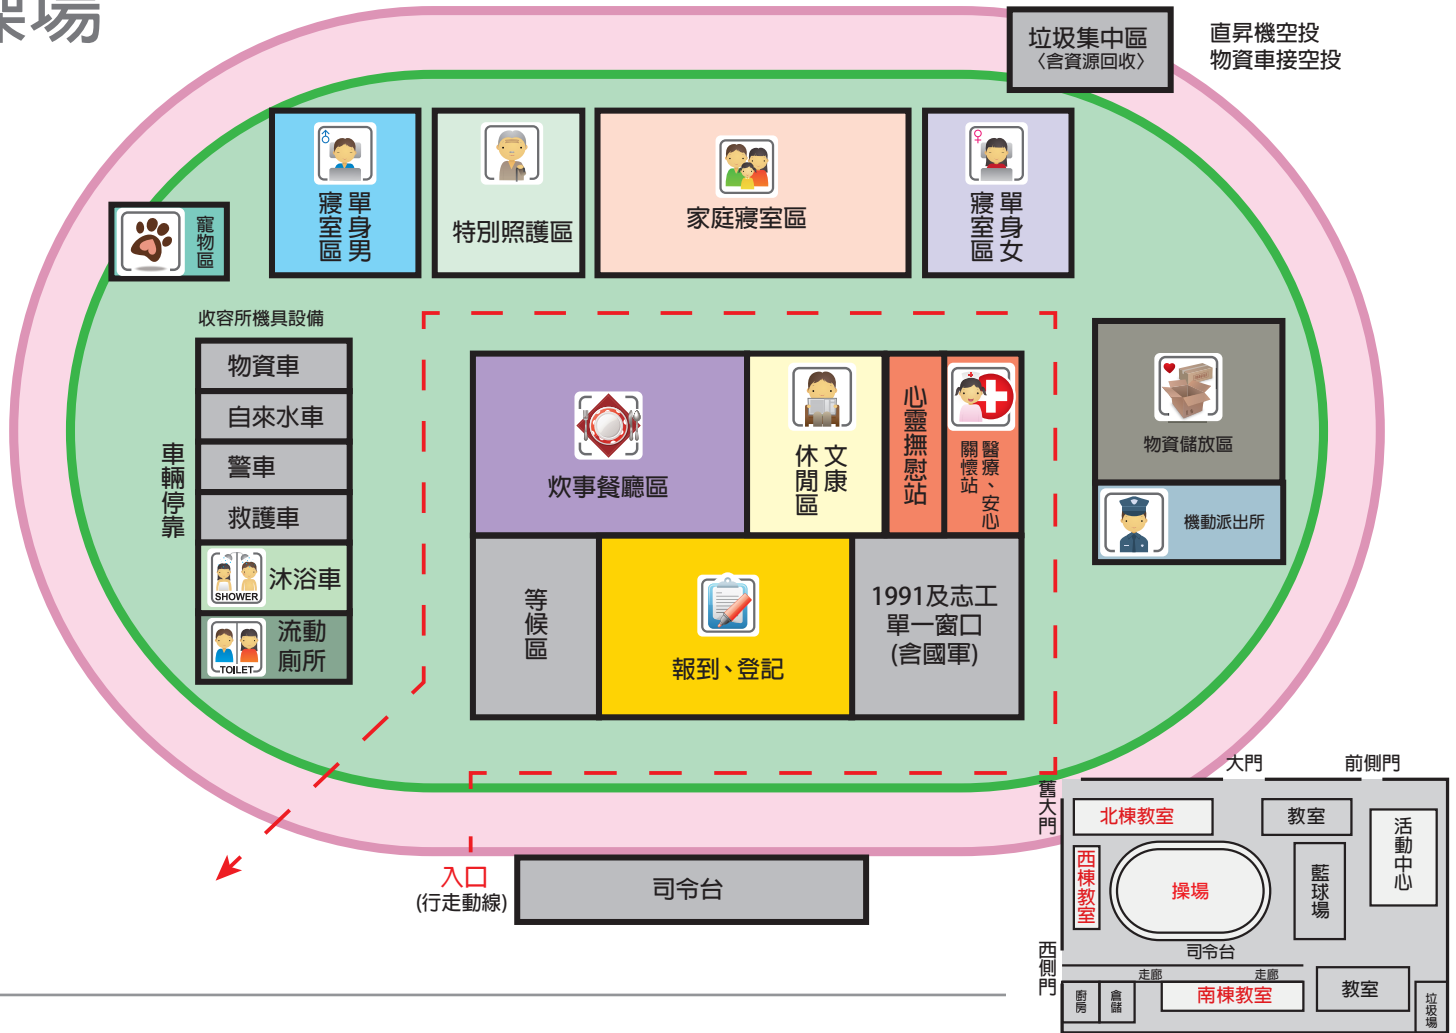 操場
垃圾集中區
〈含資源回收〉
直昇機空投
物資車接空投
單身男
寢室區
特別照護區
家庭寢室區
單身女
寢室區
寵物區
收容所機具設備
物資車
自來水車
警車
救護車
SHOWER
沐浴車
TOILET
流動
廁所
車輛停靠
炊事餐廳區
文康
休閒區
心靈撫慰站
醫療、安心
關懷站
等候區
報到、登記
1991及志工
單一窗口
(含國軍)
物資儲放區
機動派出所
入口
(行走動線)
司令台
大門
前側門
舊大門
北棟教室
教室
活動中心
西棟教室
操場
籃球場
司令台
西側門
走廊
走廊
廚房
倉儲
南棟教室
教室
垃圾場